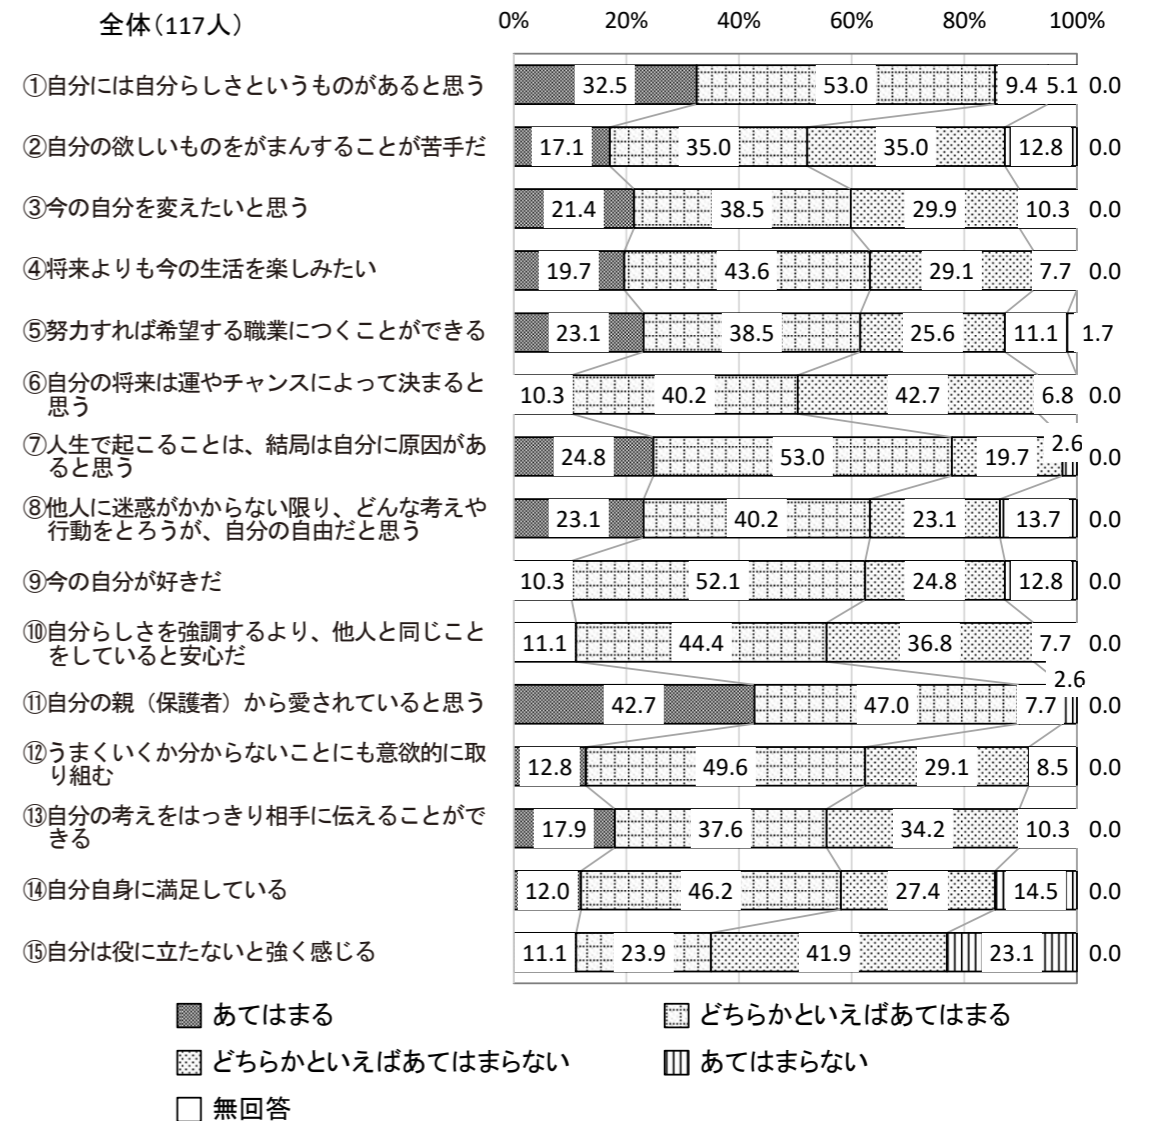 全体（117人）
0% 20% 40% 60% 80% 100%
①自分には自分らしさというものがあると思う 32.5 53.0 9.4 5.1 0.0
②自分の欲しいものをがまんすることが苦手だ 17.1 35.0 35.0 12.8 0.0
③今の自分を変えたいと思う 21.4 38.5 29.9 10.3 0.0
④将来よりも今の生活を楽しみたい 19.7 43.6 29.1 7.7 0.0
⑤努力すれば希望する職業につくことができる 23.1 38.5 25.6 11.1 1.7
⑥自分の将来は運やチャンスによって決まると
思う 10.3 40.2 42.7 6.8 0.0
⑦人生で起こることは、結局は自分に原因があ
ると思う 24.8 53.0 19.7 2.6 0.0
⑧他人に迷惑がかからない限り、どんな考えや
行動をとろうが、自分の自由だと思う 23.1 40.2 23.1 13.7 0.0
⑨今の自分が好きだ 10.3 52.1 24.8 12.8 0.0
⑩自分らしさを強調するより、他人と同じこと
をしていると安心だ 11.1 44.4 36.8 7.7 0.0
⑪自分の親（保護者）から愛されていると思う 42.7 47.0 7.7 2.6 0.0
⑫うまくいくか分からないことにも意欲的に取
り組む 12.8 49.6 29.1 8.5 0.0
⑬自分の考えをはっきり相手に伝えることがで
きる 17.9 37.6 34.2 10.3 0.0
⑭自分自身に満足している 12.0 46.2 27.4 14.5 0.0
⑮自分は役に立たないと強く感じる 11.1 23.9 41.9 23.1 0.0
あてはまる どちらかといえばあてはまる
どちらかといえばあてはまらない あてはまらない
無回答